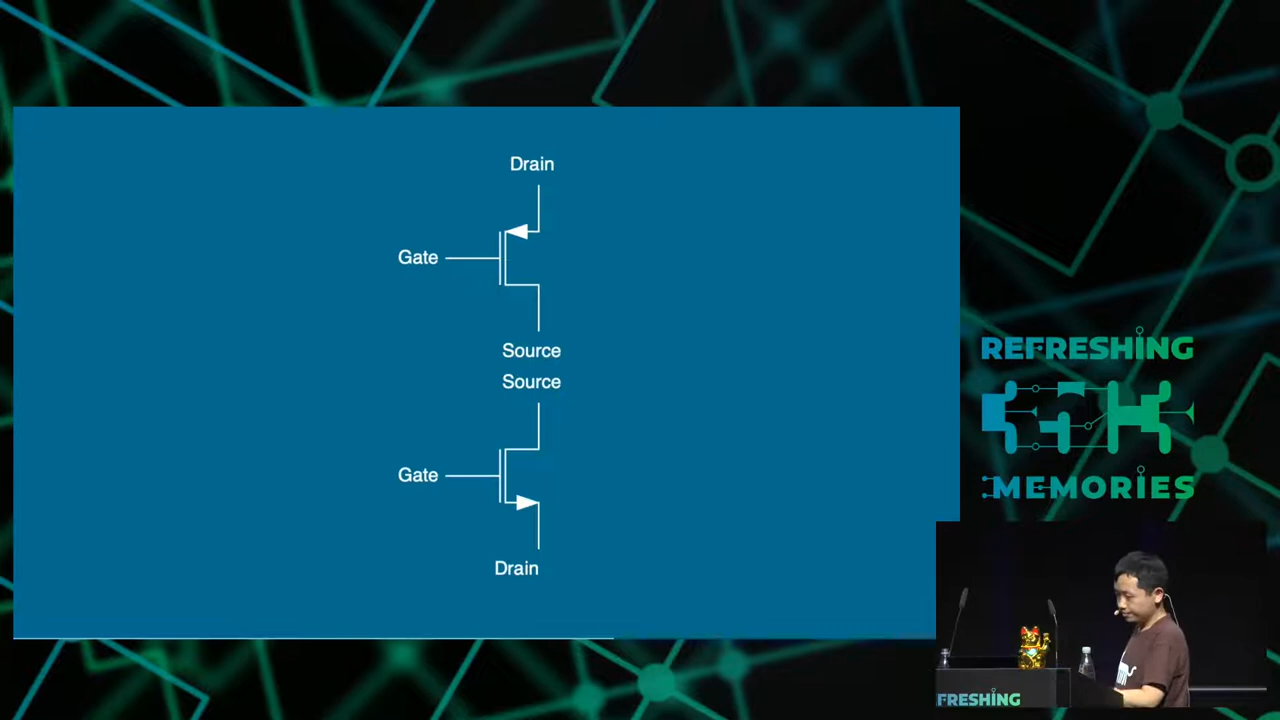 Drain
Gate
Source
Source
Gate
Drain
REFRESHING
MEMORIES
FRESHING